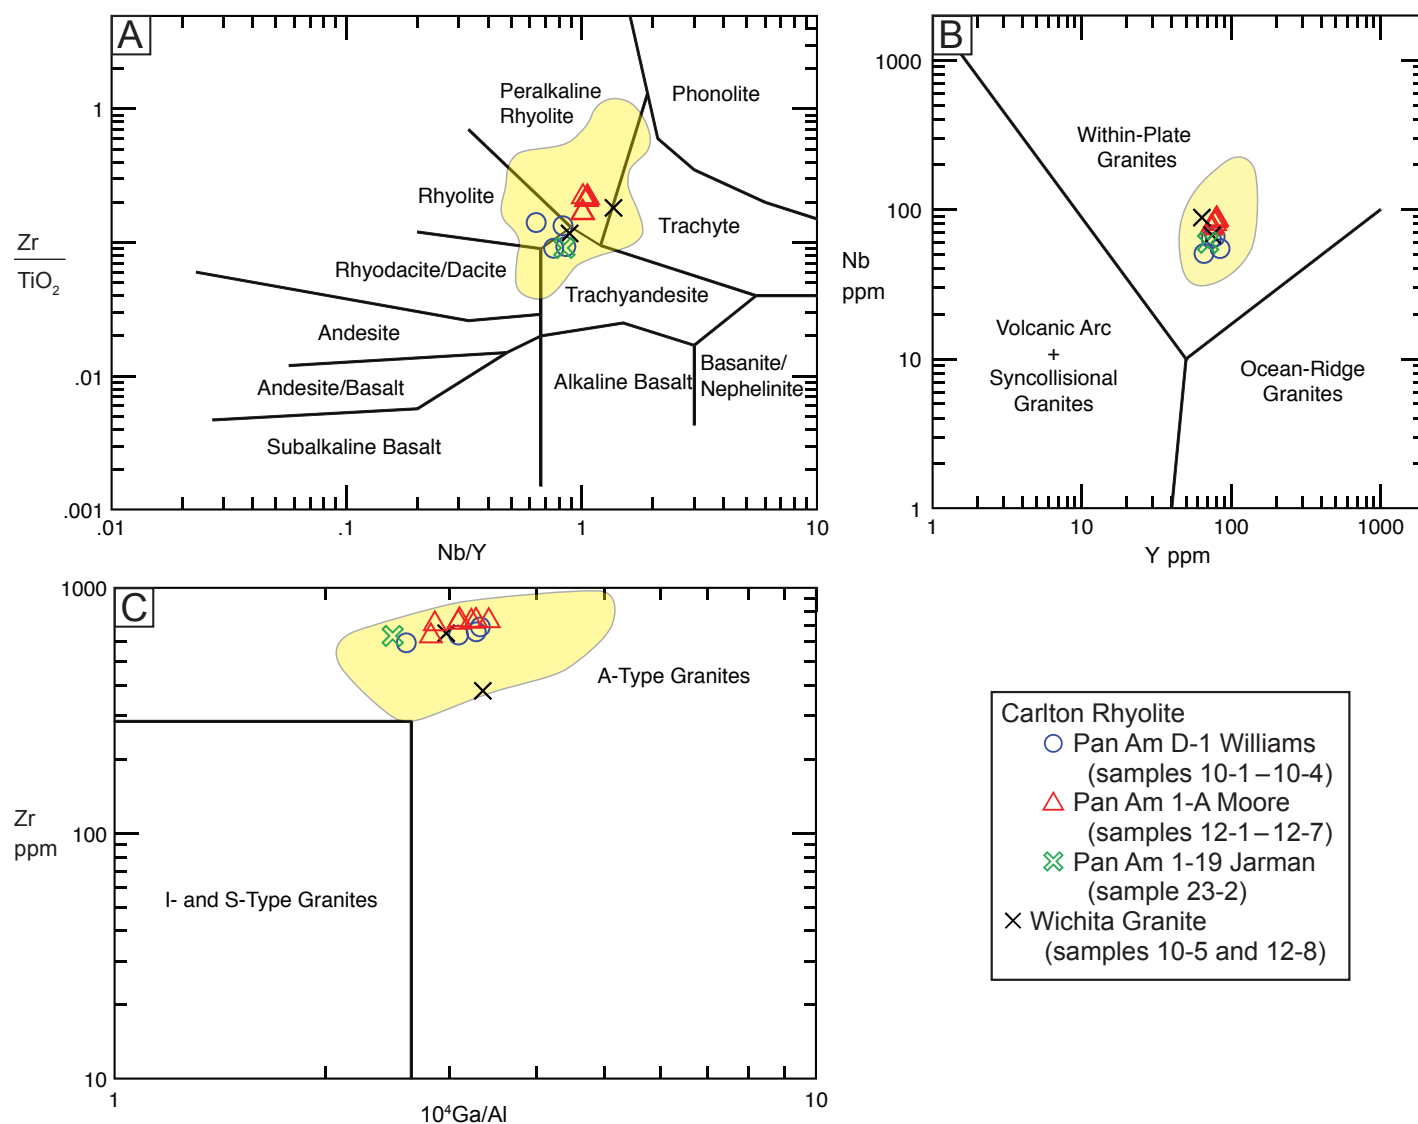 A
Zr
TiO2
1
.01
.001
.01
.1
1
10
Nb/Y
Peralkaline
Rhyolite
Phonolite
Rhyolite
Trachyte
Rhyodacite/Dacite
Trachyandesite
Andesite
Andesite/Basalt
Alkaline Basalt
Basanite/
Nephelinite
Subalkaline Basalt
B
Nb
ppm
1000
100
10
1
1
10
100
1000
Y ppm
Within-Plate
Granites
Volcanic Arc
+
Syncollisional
Granites
Ocean-Ridge
Granites
C
Zr
ppm
1000
100
10
1
10
10⁴Ga/Al
A-Type Granites
I- and S-Type Granites
Carlton Rhyolite
Pan Am D-1 Williams
(samples 10-1–10-4)
Pan Am 1-A Moore
(samples 12-1–12-7)
Pan Am 1-19 Jarman
(sample 23-2)
Wichita Granite
(samples 10-5 and 12-8)